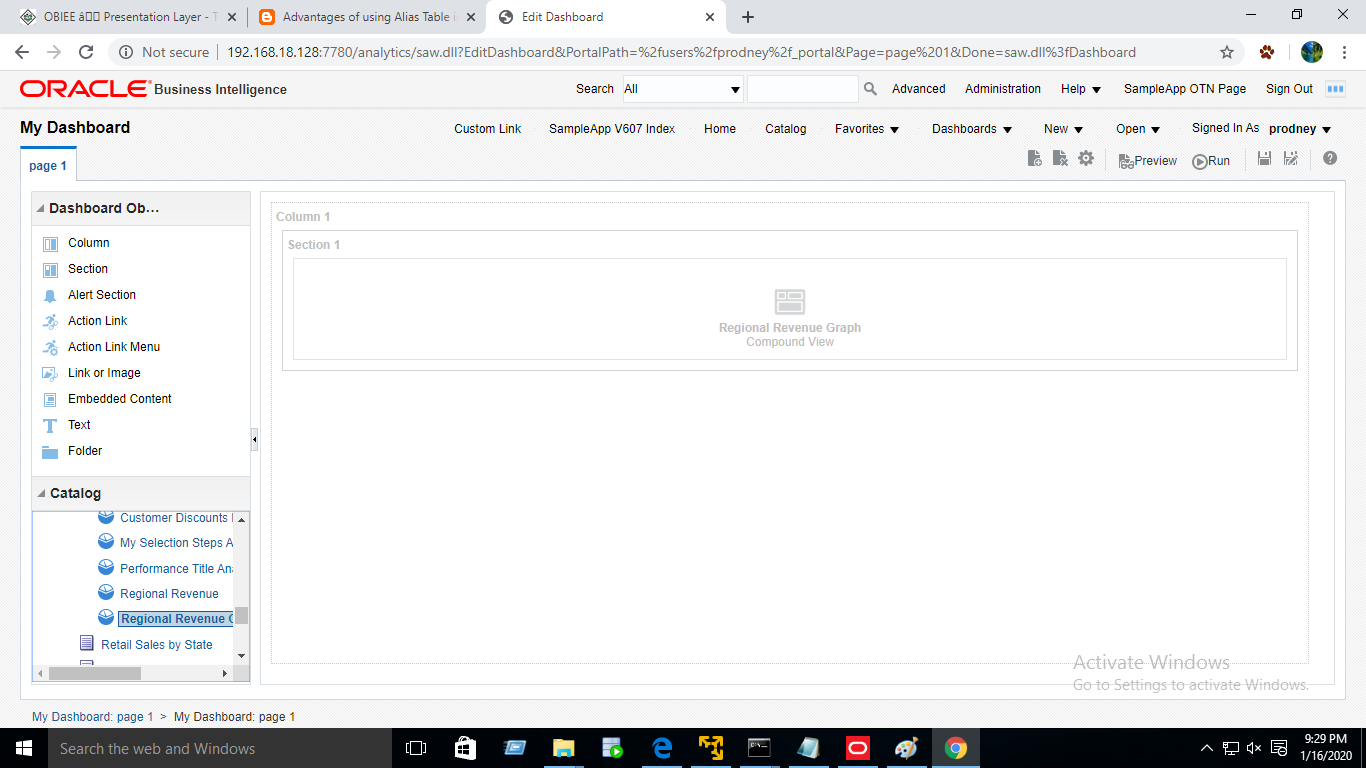 OBIEE â Presentation Layer - T
Advantages of using Alias Table i
Edit Dashboard
Not secure
192.168.18.128:7780/analytics/saw.dll?EditDashboard&PortalPath=%2fusers%2fprodney%2f_portal&Page=page%201&Done=saw.dll%3fDashboard
ORACLE Business Intelligence
Search All Advanced Administration Help SampleApp OTN Page Sign Out
My Dashboard
Custom Link SampleApp V607 Index Home Catalog Favorites Dashboards New Open Signed In As prodney
page 1
Preview Run
Dashboard Ob...
Column
Section
Alert Section
Action Link
Action Link Menu
Link or Image
Embedded Content
Text
Folder
Catalog
Customer Discounts
My Selection Steps A
Performance Title Ana
Regional Revenue
Regional Revenue G
Retail Sales by State
Column 1
Section 1
Regional Revenue Graph
Compound View
Activate Windows
Go to Settings to activate Windows.
My Dashboard: page 1 > My Dashboard: page 1
Search the web and Windows
9:29 PM
1/16/2020